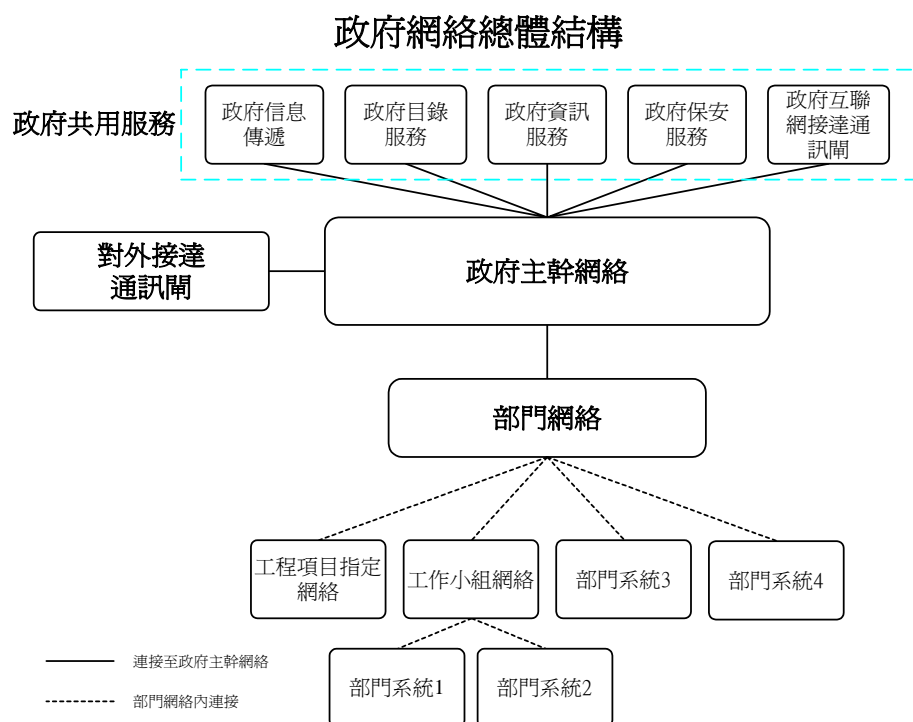 政府網絡總體結構
政府共用服務
政府信息
傳遞
政府目錄
服務
政府資訊
服務
政府保安
服務
政府互聯
網接達通
訊閘
對外接達
通訊閘
政府主幹網絡
部門網絡
工程項目指定
網絡
工作小組網絡
部門系統3
部門系統4
部門系統1
部門系統2
連接至政府主幹網絡
部門網絡內連接